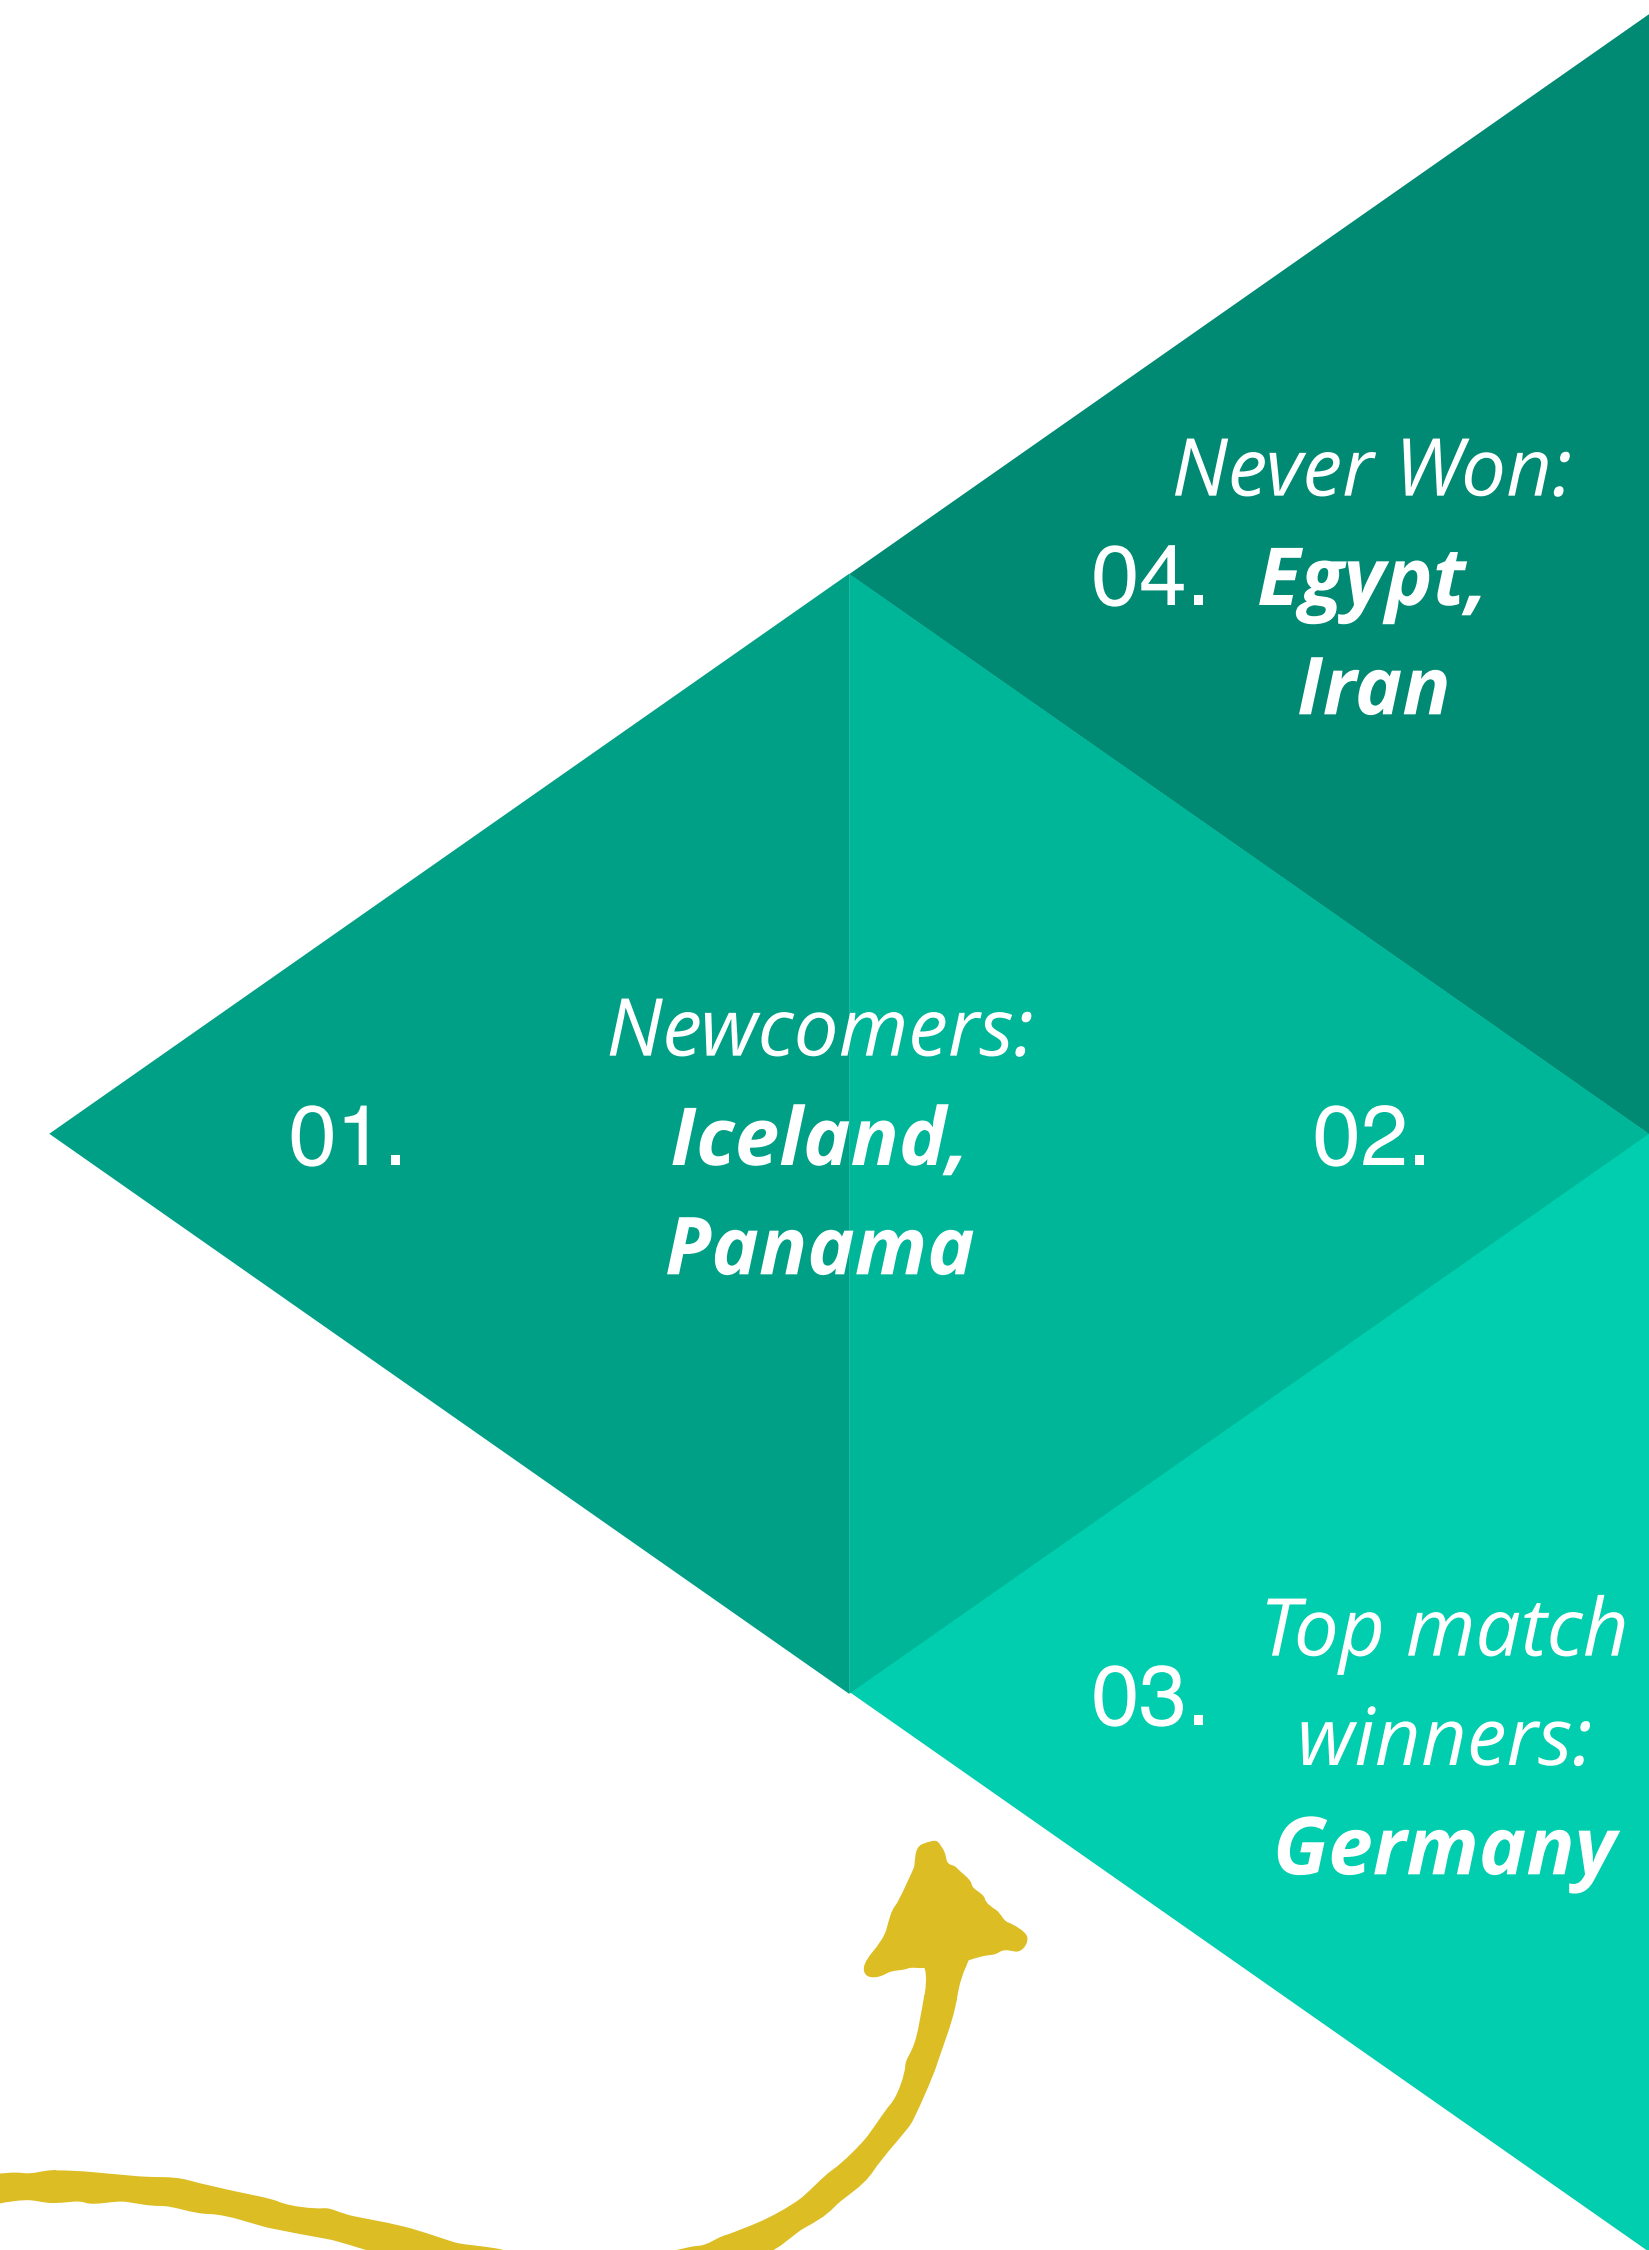 Never Won:
04. Egypt,
Iran
Newcomers:
01. Iceland, 02.
Panama
Top match
03.
winners:
Germany